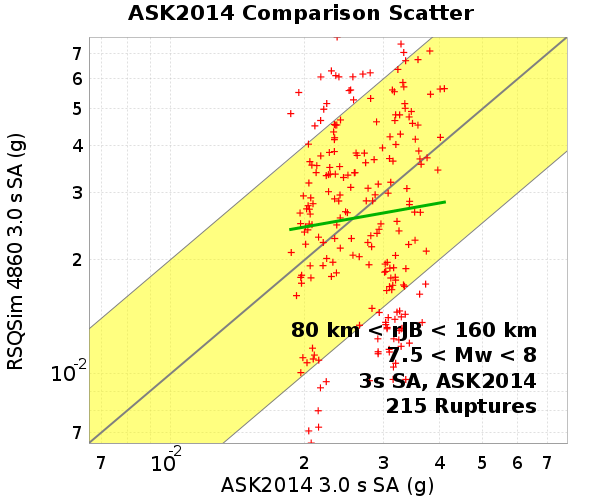 ASK2014 Comparison Scatter
RSQSim 4860 3.0 s SA (g)
7
6
5
4
3
2
10-2
7
80 km < rJB < 160 km
7.5 < Mw < 8
3s SA, ASK2014
215 Ruptures
7 10-2 2 3 4 5 6 7
ASK2014 3.0 s SA (g)